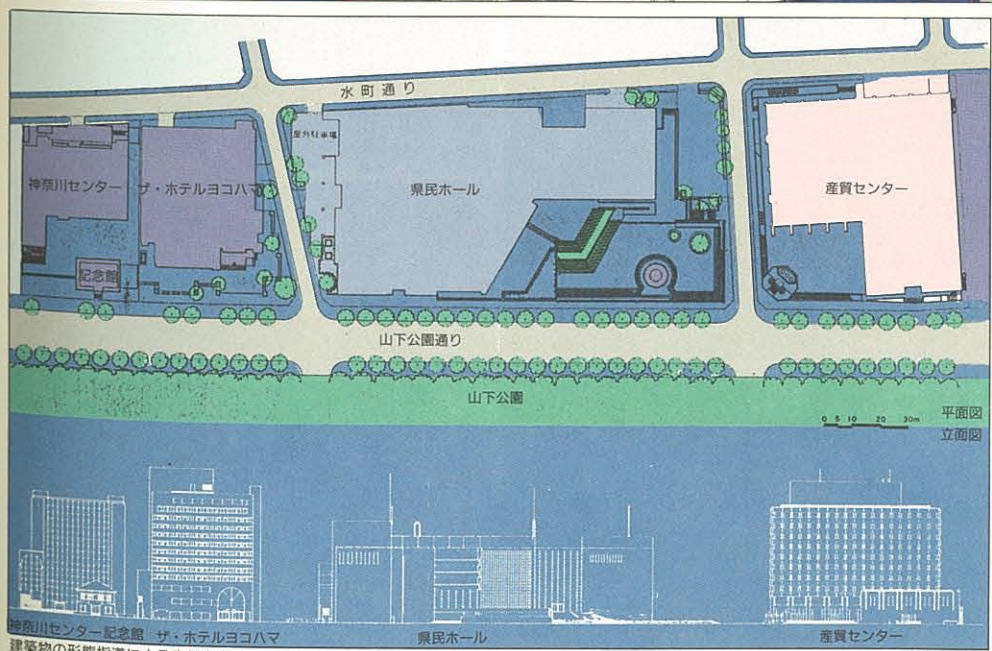 水町通り
屋外駐車場
神奈川センター
ザ・ホテルヨコハマ
県民ホール
産貿センター
記念館
山下公園通り
山下公園
0 5 10 20 30m
平面図
立面図
神奈川センター記念館 ザ・ホテルヨコハマ
県民ホール
産貿センター